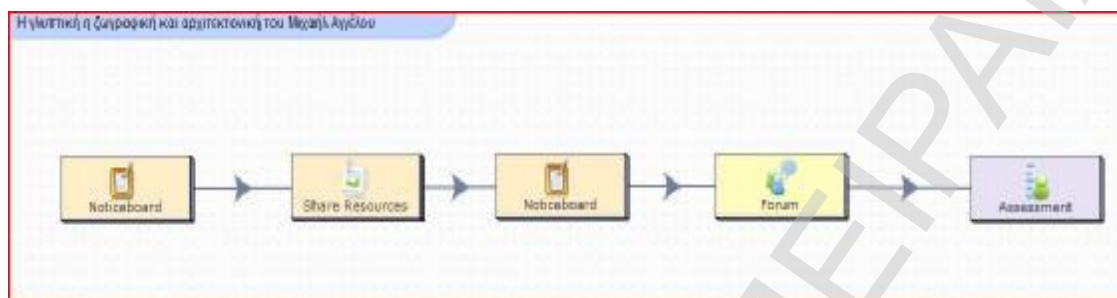 Η γλυπτική η ζωγραφική και αρχιτεκτονική του Μιχαήλ Αγγέλου
Noticeboard
Share Resources
Noticeboard
Forum
Assessment